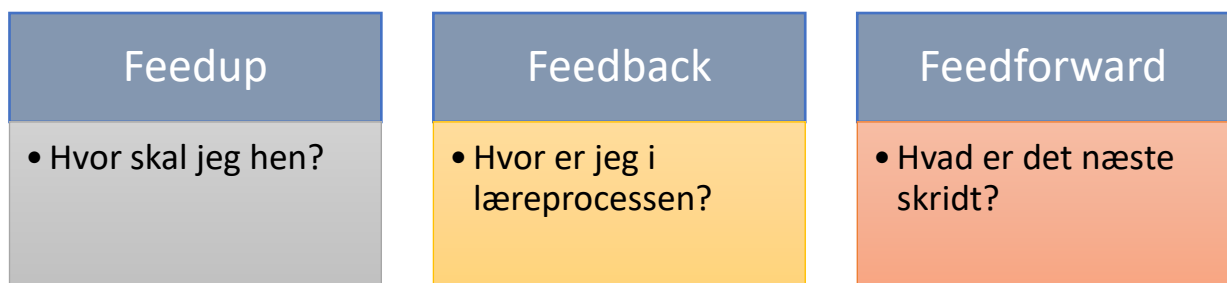 Feedup
• Hvor skal jeg hen?
Feedback
• Hvor er jeg i
læreprocessen?
Feedforward
• Hvad er det næste
skridt?